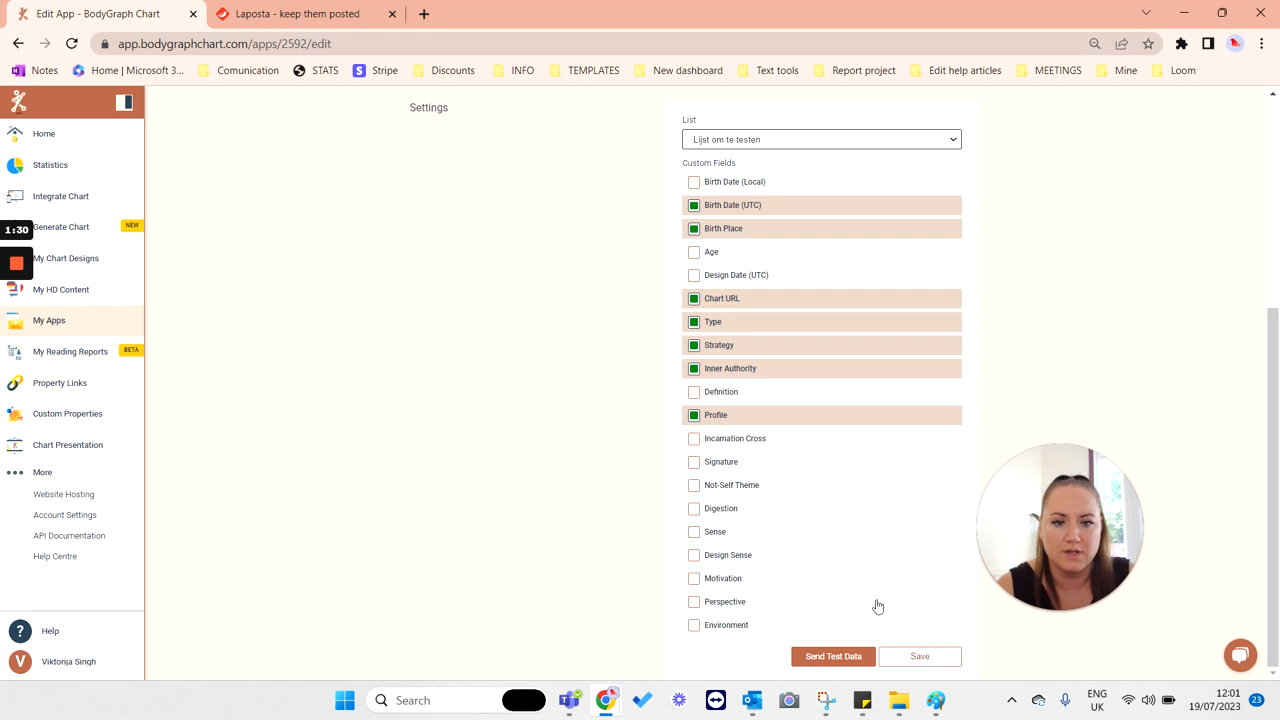 Edit App - BodyGraph Chart
Laposta - keep them posted
app.bodygraphchart.com/apps/2592/edit
Notes
Home | Microsoft 3...
Comunication
STATS
Stripe
Discounts
INFO
TEMPLATES
New dashboard
Text tools
Report project
Edit help articles
MEETINGS
Mine
Loom
Home
Statistics
Integrate Chart
1:30
Generate Chart
NEW
My Chart Designs
My HD Content
My Apps
My Reading Reports
BETA
Property Links
Custom Properties
Chart Presentation
More
Website Hosting
Account Settings
API Documentation
Help Centre
? Help
V Viktorija Singh
Settings
List
Lijst om te testen
Custom Fields
Birth Date (Local)
Birth Date (UTC)
Birth Place
Age
Design Date (UTC)
Chart URL
Type
Strategy
Inner Authority
Definition
Profile
Incarnation Cross
Signature
Not-Self Theme
Digestion
Sense
Design Sense
Motivation
Perspective
Environment
Send Test Data
Save
Search
ENG
UK
12:01
19/07/2023
23